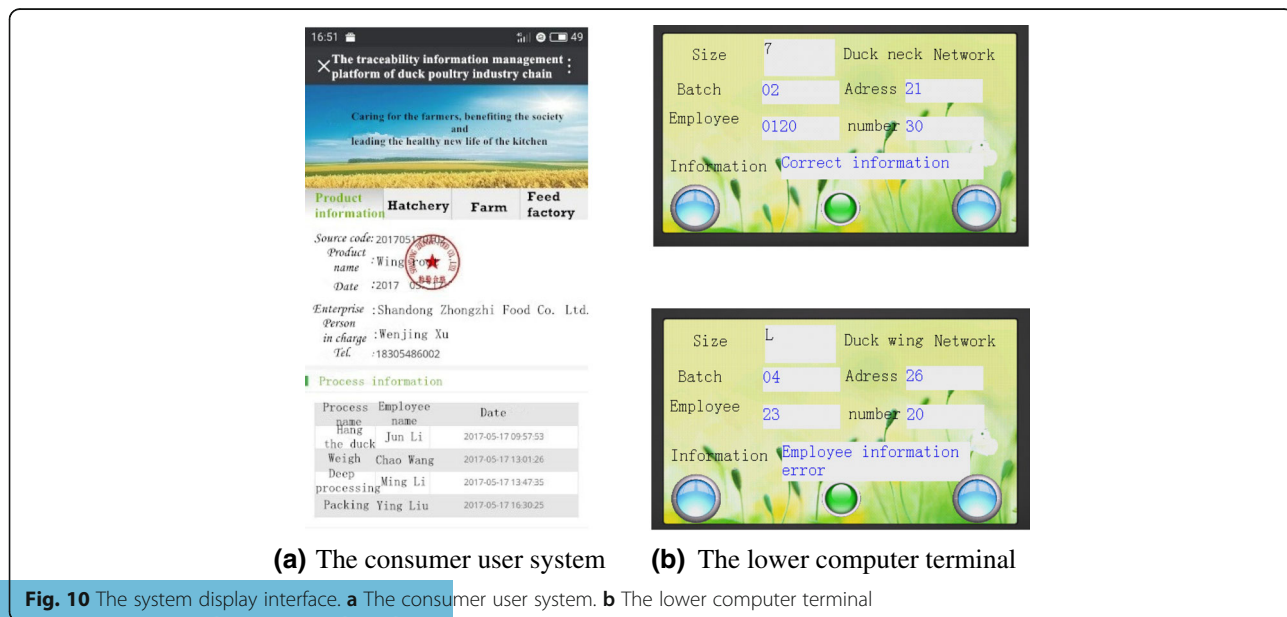 16:51 49
The traceability information management
platform of duck poultry industry chain
Caring for the farmers, benefiting the society
and
leading the healthy new life of the kitchen
Product
information Hatchery Farm Feed
factory
Source code:
Product
name :Wing
Date :2017
Enterprise :Shandong Zhongzhi Food Co. Ltd.
Person
in charge :Wenjing Xu
Tel. :18305486002
Process information
Process
name Employee
name Date
Hang
the duck Jun Li 2017-05-17 09:57:53
Weigh Chao Wang 2017-05-17 13:01:26
Deep
processing Ming Li 2017-05-17 13:47:35
Packing Ying Liu 2017-05-17 16:30:25
(a) The consumer user system
Size 7 Duck neck Network
Batch 02 Adress 21
Employee 0120 number 30
Information Correct information
Size L Duck wing Network
Batch 04 Adress 26
Employee 23 number 20
Information Employee information
error
(b) The lower computer terminal
Fig. 10 The system display interface. a The consumer user system. b The lower computer terminal